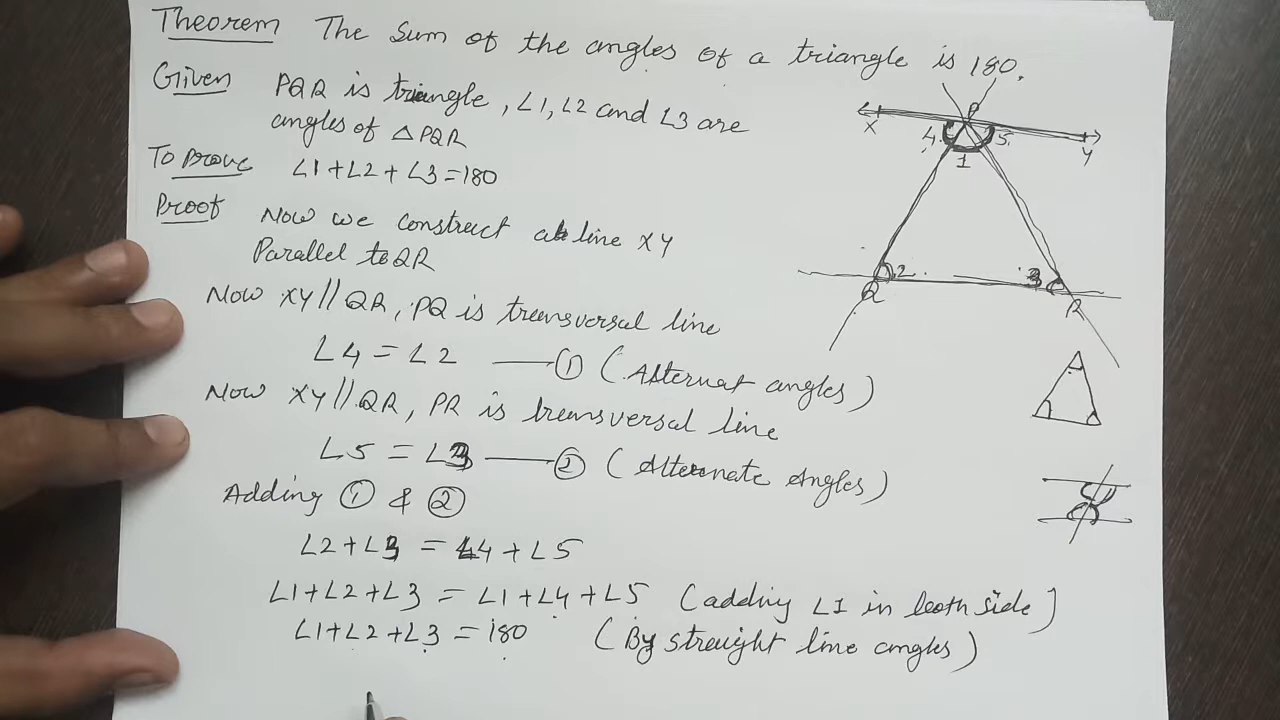 Theorem The Sum of the angles of a triangle is 180.
Given PQR is triangle, ∠1, ∠2 and ∠3 are
angles of △PQR
To prove ∠1+∠2+∠3=180
Proof Now we construct a line XY
Parallel to QR
Now XY//QR, PQ is transversal line
∠4 = ∠2 —— ① (Alternat angles)
Now XY//QR, PR is transversal line
∠5 = ∠3 —— ② (Alternate Angles)
Adding ① & ②
∠2+∠3 = ∠4+∠5
∠1+∠2+∠3 = ∠1+∠4+∠5 (adding ∠1 in both side)
∠1+∠2+∠3 = 180 (By straight line angles)
P
X
4
5
Y
1
2
3
Q
R